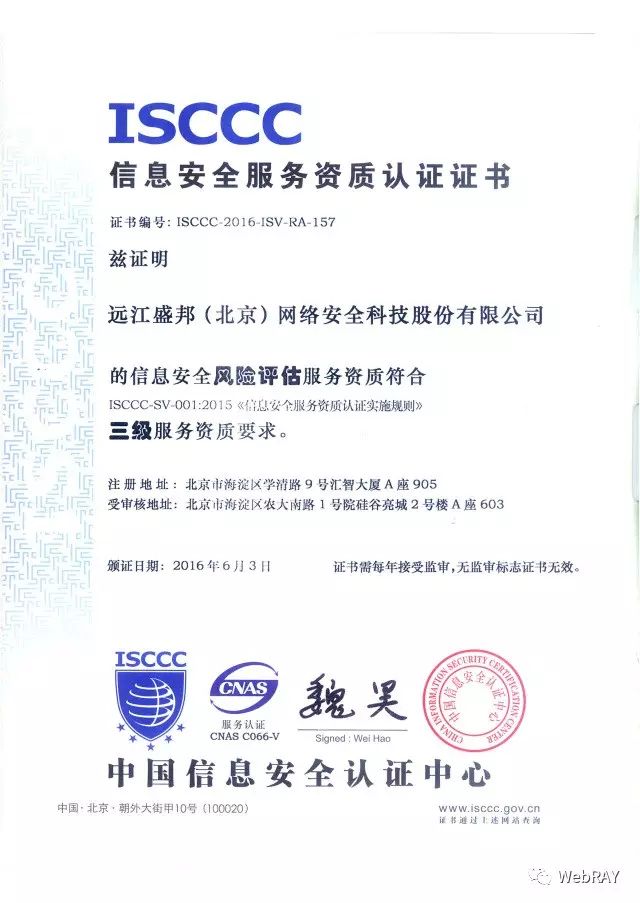 ISCCC
信息安全服务资质认证证书
证书编号: ISCCC-2016-ISV-RA-157
兹证明
远江盛邦（北京）网络安全科技股份有限公司
的信息安全风险评估服务资质符合
ISCCC-SV-001:2015《信息安全服务资质认证实施规则》
三级服务资质要求。
注册地址: 北京市海淀区学清路 9 号汇智大厦 A 座 905
受审核地址: 北京市海淀区农大南路 1 号院硅谷亮城 2 号楼 A 座 603
颁证日期: 2016 年 6 月 3 日 证书需每年接受监审,无监审标志证书无效。
ISCCC
CNAS
服务认证
CNAS C066-V
魏昊
Signed : Wei Hao
CHINA INFORMATION SECURITY CERTIFICATION CENTER
中国信息安全认证中心
中国信息安全认证中心
中国·北京·朝外大街甲10号 (100020)
www.isccc.gov.cn
证书通过上述网站查询
WebRAY